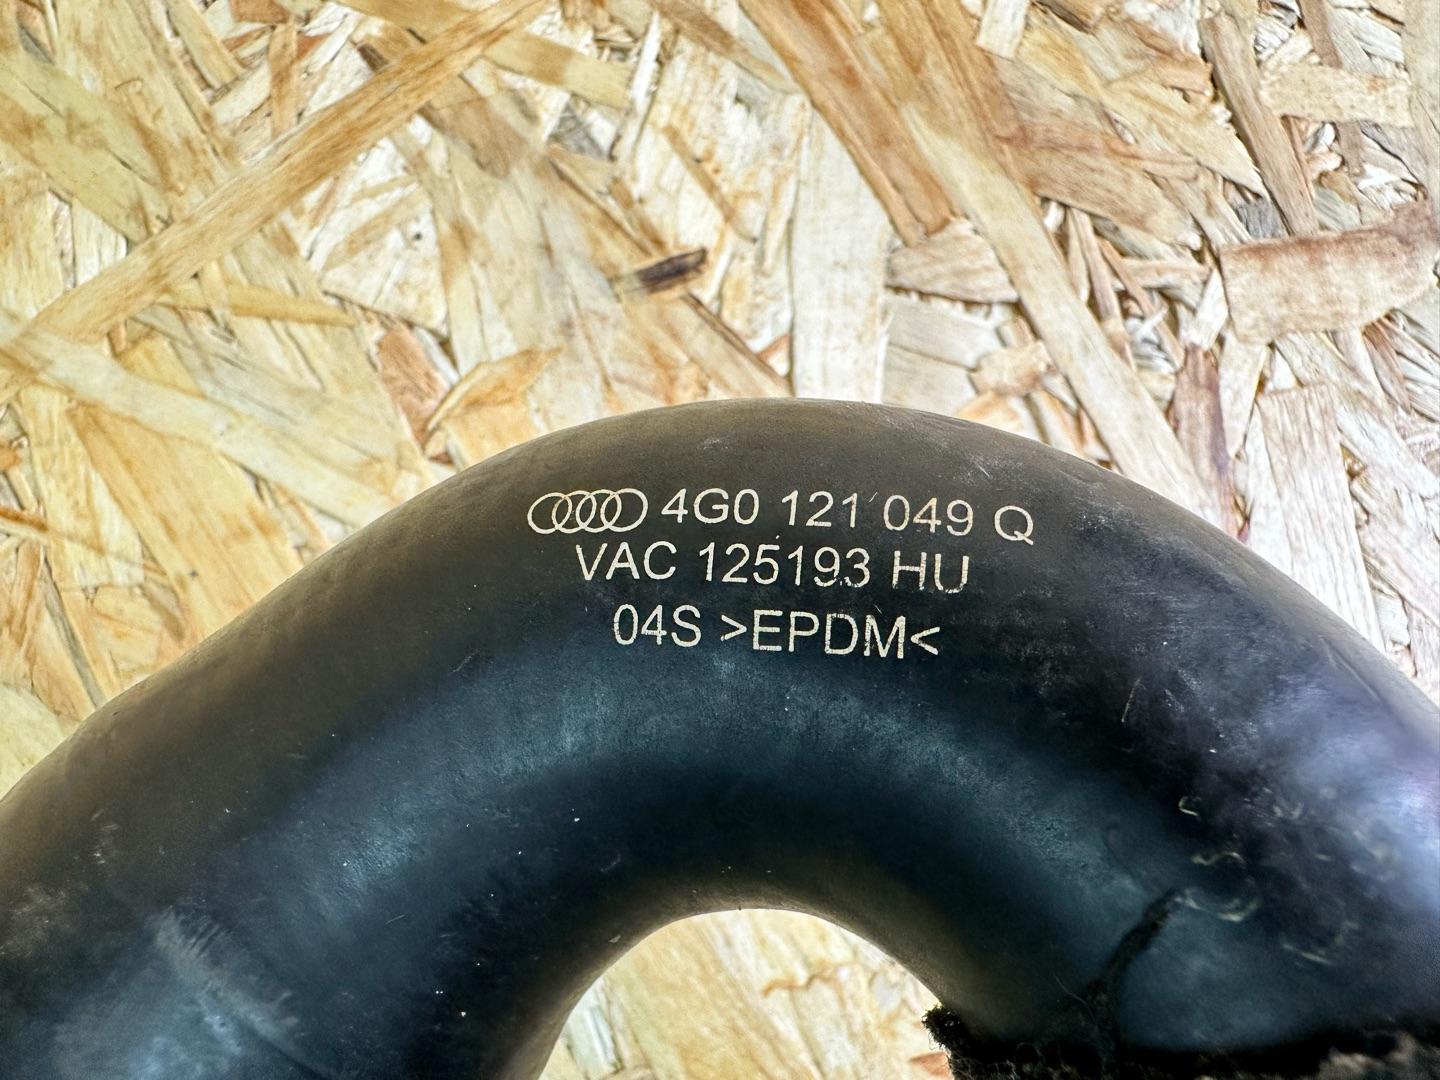 4G0 121 049 Q
VAC 125193 HU
04S >EPDM<